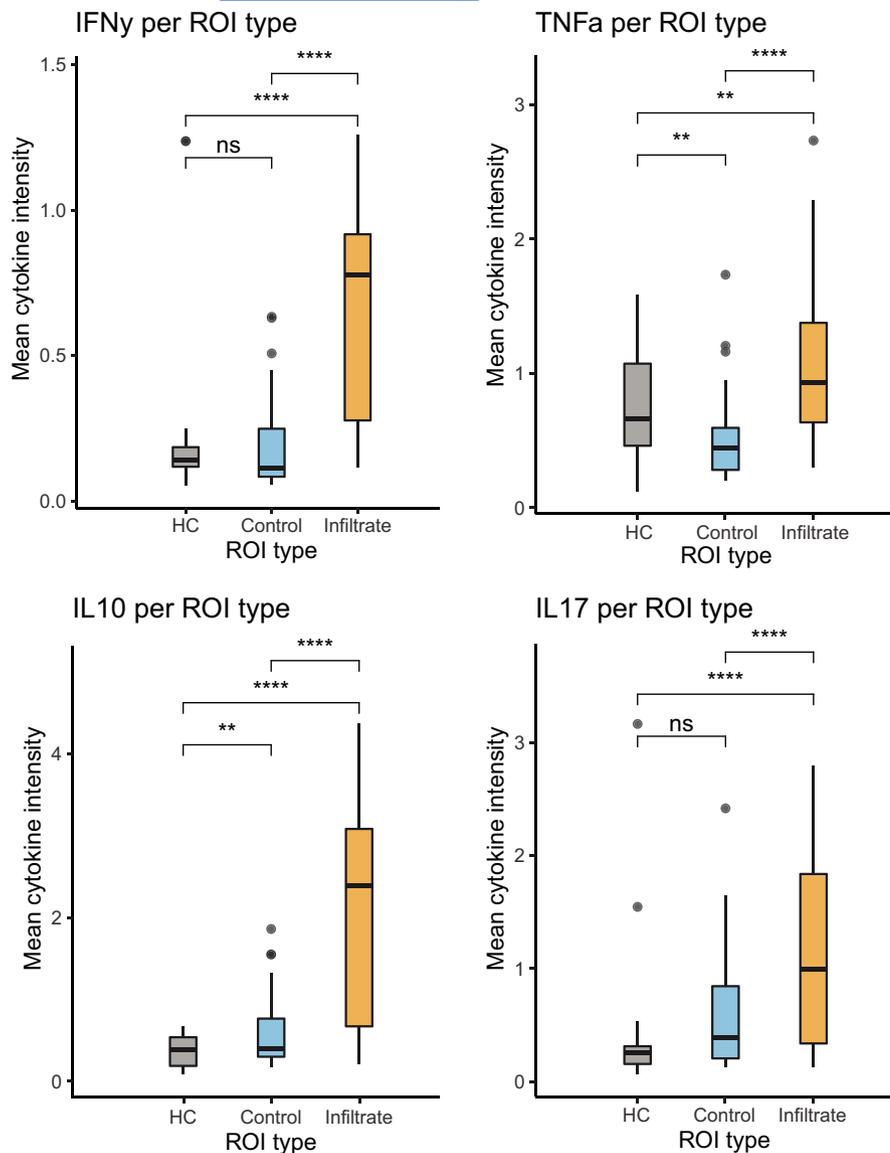 IFNy per ROI type
****
****
ns
1.5
1.0
0.5
0.0
Mean cytokine intensity
HC Control Infiltrate
ROI type
TNFa per ROI type
****
**
**
3
2
1
0
Mean cytokine intensity
HC Control Infiltrate
ROI type
IL10 per ROI type
****
****
**
4
2
0
Mean cytokine intensity
HC Control Infiltrate
ROI type
IL17 per ROI type
****
****
ns
3
2
1
0
Mean cytokine intensity
HC Control Infiltrate
ROI type